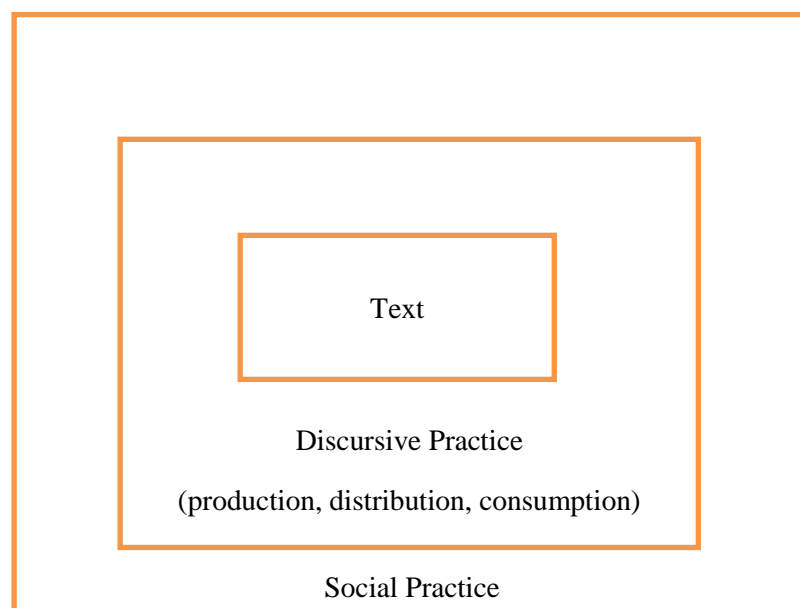 Text
Discursive Practice
(production, distribution, consumption)
Social Practice